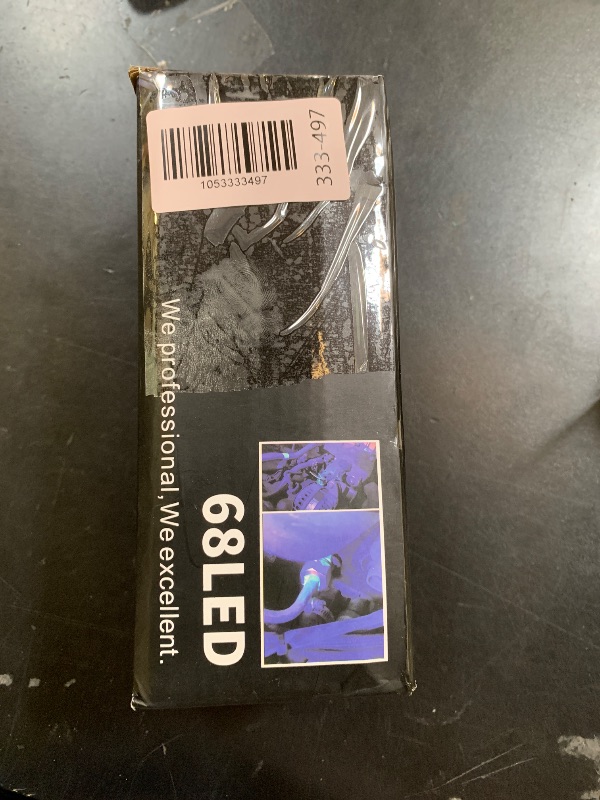 1053333497
333-497
We professional, We excellent.
68LED